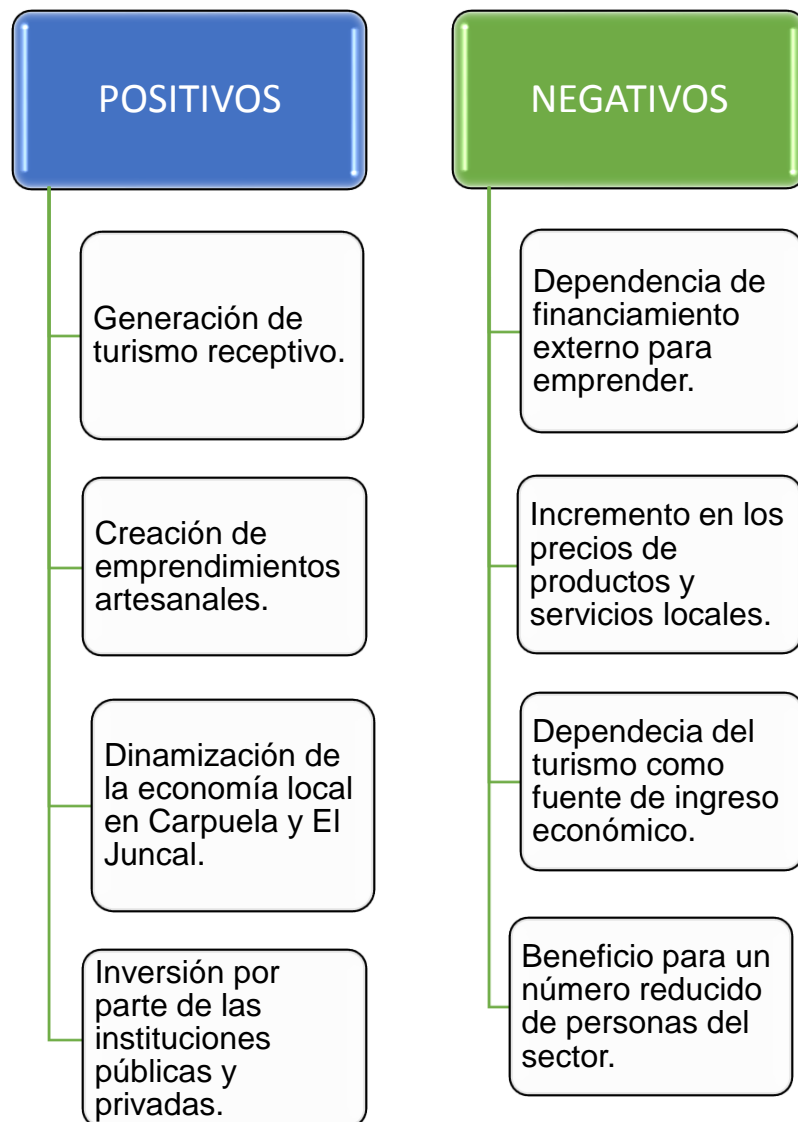 POSITIVOS
Generación de
turismo receptivo.
Creación de
emprendimientos
artesanales.
Dinamización de
la economía local
en Carpuela y El
Juncal.
Inversión por
parte de las
instituciones
públicas y
privadas.
NEGATIVOS
Dependencia de
financiamiento
externo para
emprender.
Incremento en los
precios de
productos y
servicios locales.
Dependecia del
turismo como
fuente de ingreso
económico.
Beneficio para un
número reducido
de personas del
sector.